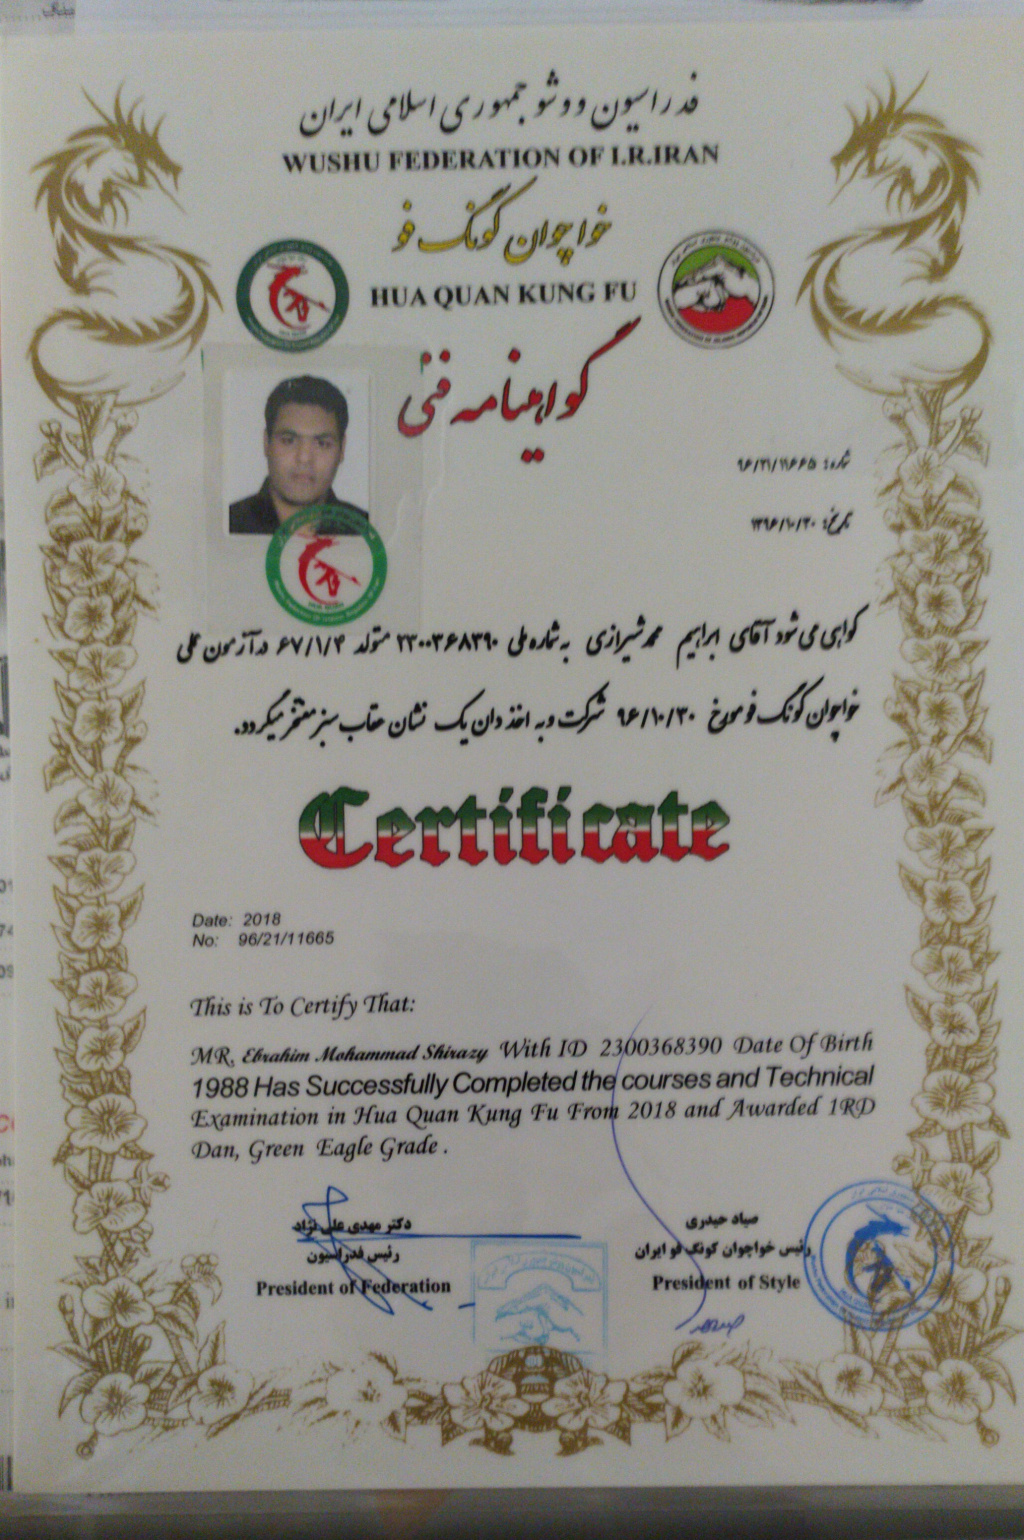 فدراسیون ووشو جمهوری اسلامی ایران
WUSHU FEDERATION OF I.R.IRAN
خواچوان کونگ فو
HUA QUAN KUNG FU
گواهینامه فنی
شماره: ۹۶/۲۱/۱۱۶۶۵
تاریخ: ۱۳۹۶/۱۰/۳۰
گواهی می شود آقای ابراهیم محمدشیرازی به شماره ملی ۲۳۰۰۳۶۸۳۹۰ متولد ۶۷/۱/۴ در آزمون عملی
خواچوان کونگ فو مورخ ۹۶/۱۰/۳۰ شرکت و به اخذ دان یک نشان عقاب سبز مفتخر میگردد.
Certificate
Date: 2018
No: 96/21/11665
This is To Certify That:
MR. Ebrahim Mohammad Shirazy With ID 2300368390 Date Of Birth
1988 Has Successfully Completed the courses and Technical
Examination in Hua Quan Kung Fu From 2018 and Awarded 1RD
Dan, Green Eagle Grade .
صیاد حیدری
رئیس خواچوان کونگ فو ایران
President of Style
دکتر مهدی علی نژاد
رئیس فدراسیون
President of Federation